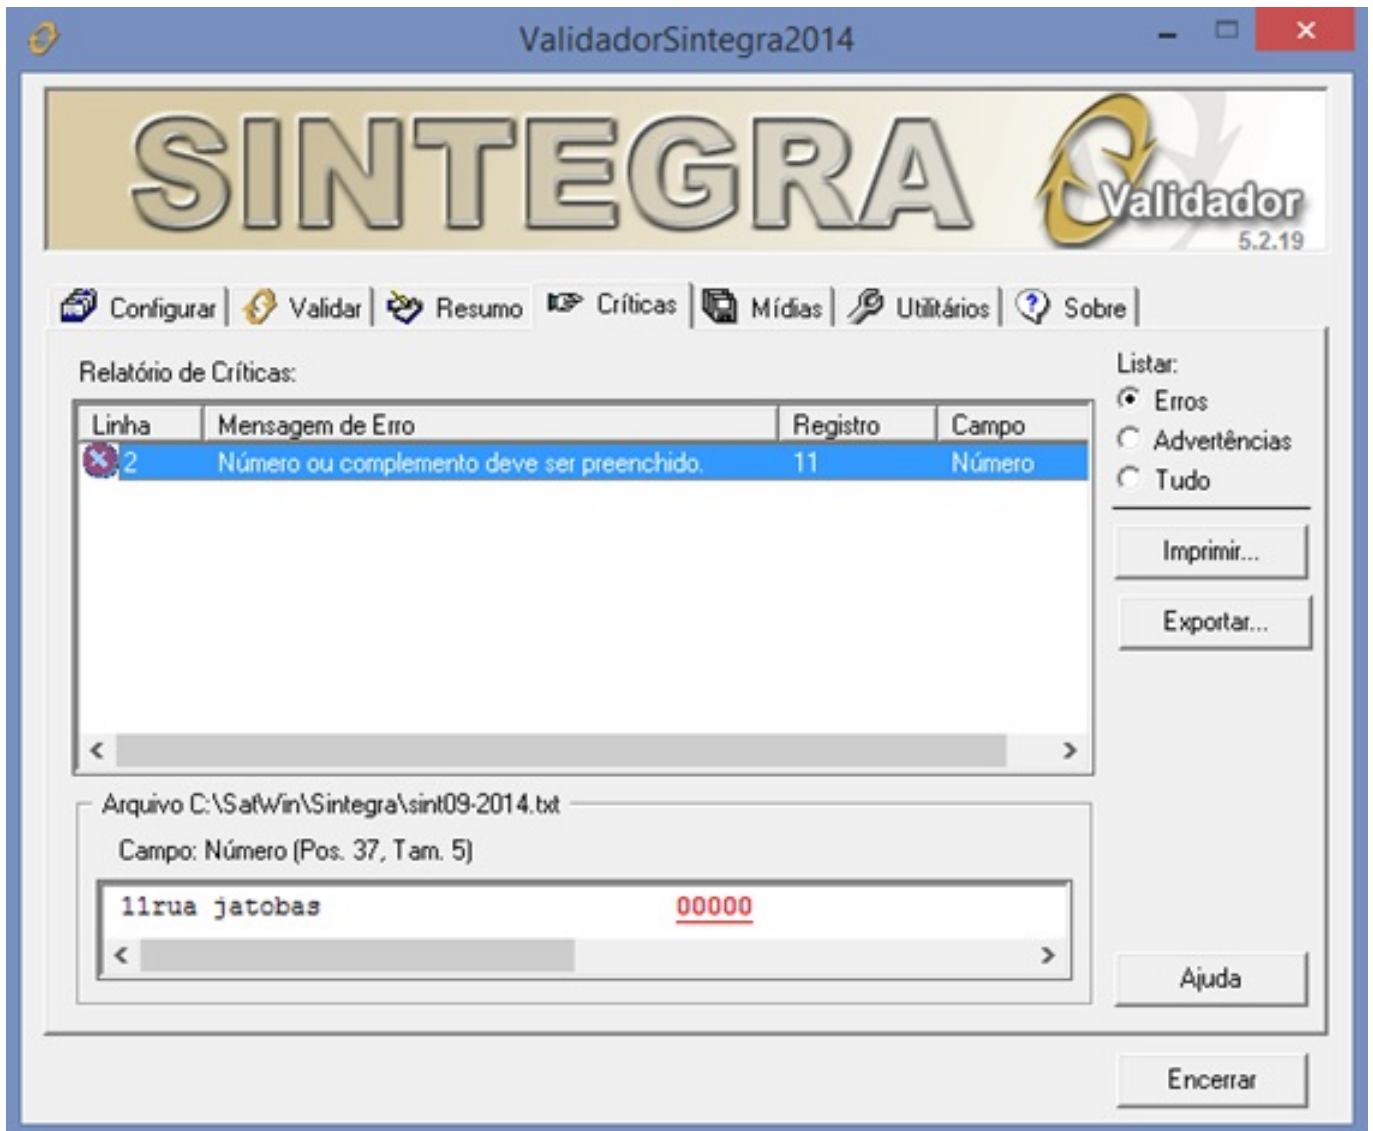 ValidadorSintegra2014
SINTEGRA
Validador
5.2.19
Configurar Validar Resumo Críticas Mídias Utilitários Sobre
Relatório de Críticas:
Listar:
Erros
Advertências
Tudo
Linha Mensagem de Erro Registro Campo
2 Número ou complemento deve ser preenchido. 11 Número
Imprimir...
Exportar...
Arquivo C:\SatWin\Sintegra\sint09-2014.txt
Campo: Número (Pos. 37, Tam. 5)
11rua jatobas 00000
Ajuda
Encerrar